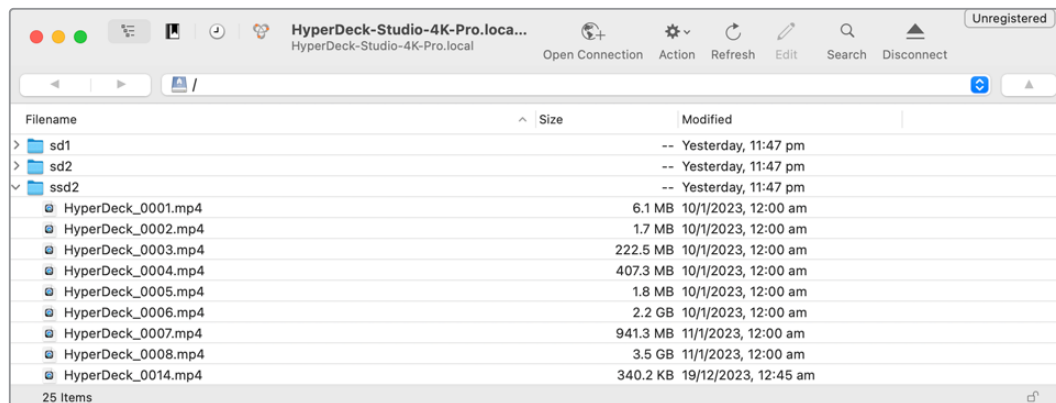 Unregistered
HyperDeck-Studio-4K-Pro.loca...
HyperDeck-Studio-4K-Pro.local
Open Connection Action Refresh Edit Search Disconnect
/
Filename Size Modified
sd1 -- Yesterday, 11:47 pm
sd2 -- Yesterday, 11:47 pm
ssd2 -- Yesterday, 11:47 pm
HyperDeck_0001.mp4 6.1 MB 10/1/2023, 12:00 am
HyperDeck_0002.mp4 1.7 MB 10/1/2023, 12:00 am
HyperDeck_0003.mp4 222.5 MB 10/1/2023, 12:00 am
HyperDeck_0004.mp4 407.3 MB 10/1/2023, 12:00 am
HyperDeck_0005.mp4 1.8 MB 10/1/2023, 12:00 am
HyperDeck_0006.mp4 2.2 GB 10/1/2023, 12:00 am
HyperDeck_0007.mp4 941.3 MB 11/1/2023, 12:00 am
HyperDeck_0008.mp4 3.5 GB 11/1/2023, 12:00 am
HyperDeck_0014.mp4 340.2 KB 19/12/2023, 12:45 am
25 Items